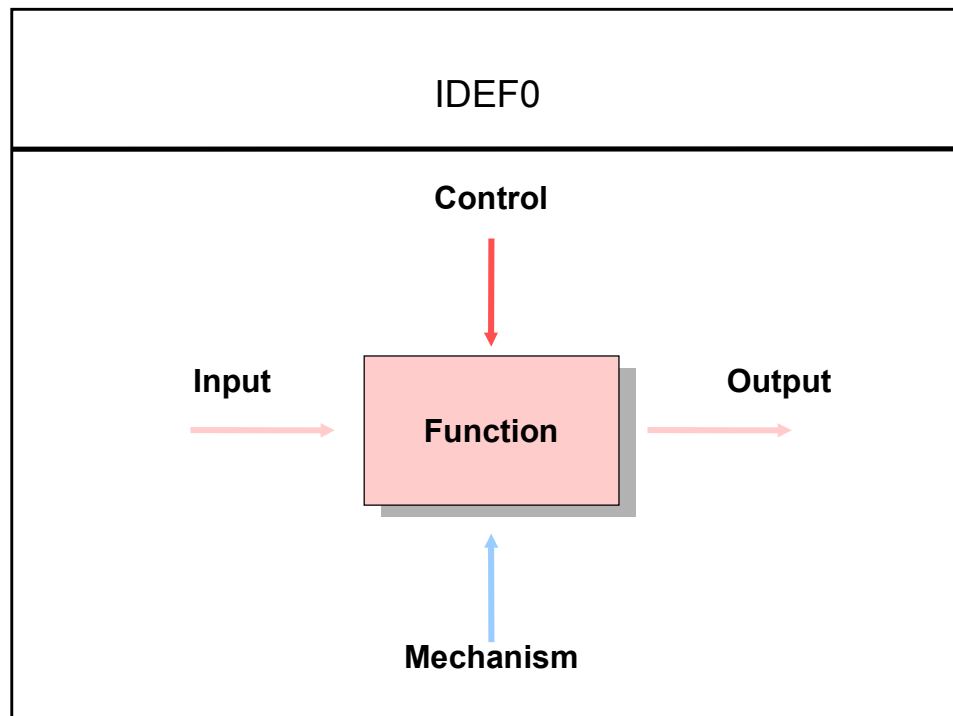 IDEF0
Control
Input
Output
Function
Mechanism